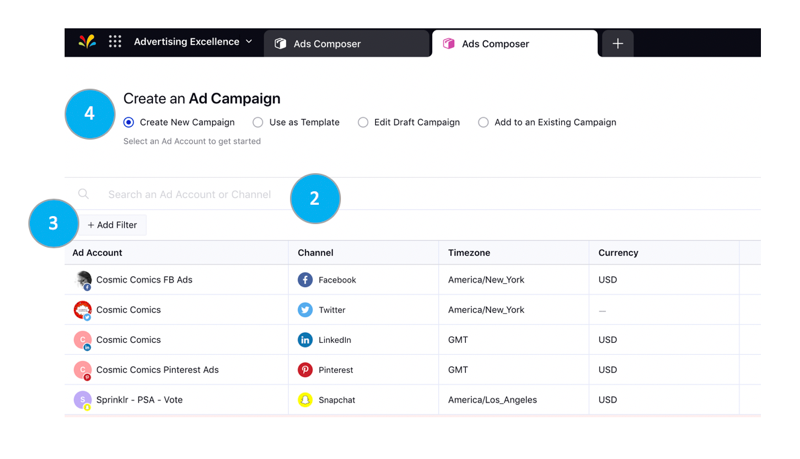 Advertising Excellence Ads Composer Ads Composer +
4
Create an Ad Campaign
Create New Campaign Use as Template Edit Draft Campaign Add to an Existing Campaign
Select an Ad Account to get started
Search an Ad Account or Channel 2
3 + Add Filter
Ad Account Channel Timezone Currency
Cosmic Comics FB Ads Facebook America/New_York USD
Cosmic Comics Twitter America/New_York —
C Cosmic Comics LinkedIn GMT USD
C Cosmic Comics Pinterest Ads Pinterest GMT USD
S Sprinklr - PSA - Vote Snapchat America/Los_Angeles USD